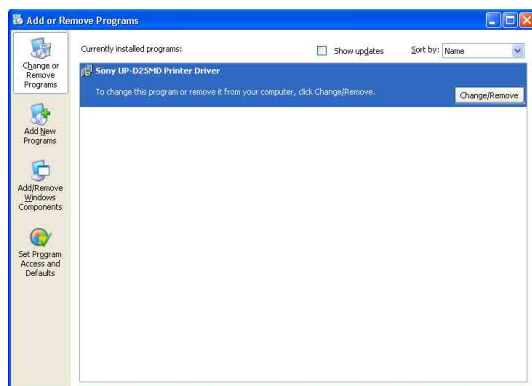 Add or Remove Programs
Change or
Remove
Programs
Currently installed programs:
Show updates
Sort by:
Name
Sony UP-D25MD Printer Driver
To change this program or remove it from your computer, click Change/Remove.
Change/Remove
Add New
Programs
Add/Remove
Windows
Components
Set Program
Access and
Defaults